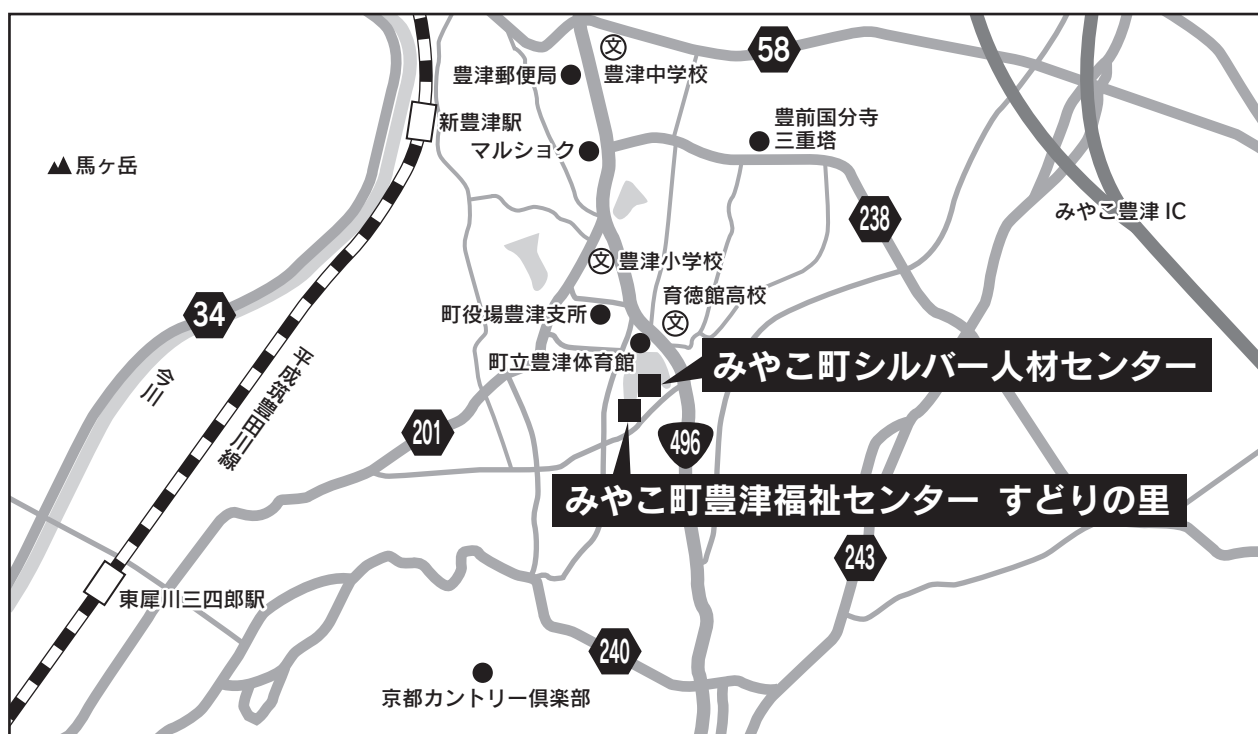 文
58
豊津郵便局
豊津中学校
新豊津駅
豊前国分寺
三重塔
マルショク
馬ヶ岳
238
みやこ豊津 IC
文
豊津小学校
育徳館高校
34
町役場豊津支所
文
町立豊津体育館
みやこ町シルバー人材センター
平成筑豊田川線
今川
201
496
みやこ町豊津福祉センター すどりの里
243
東犀川三四郎駅
240
京都カントリー倶楽部